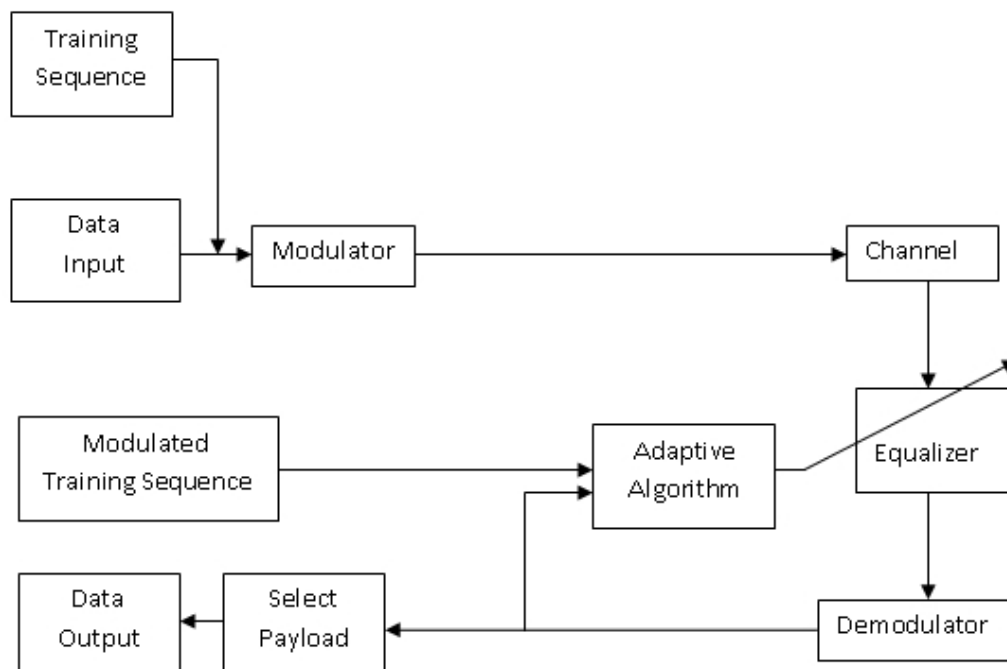 Training
Sequence
Data
Input
Modulator
Channel
Modulated
Training Sequence
Adaptive
Algorithm
Equalizer
Data
Output
Select
Payload
Demodulator